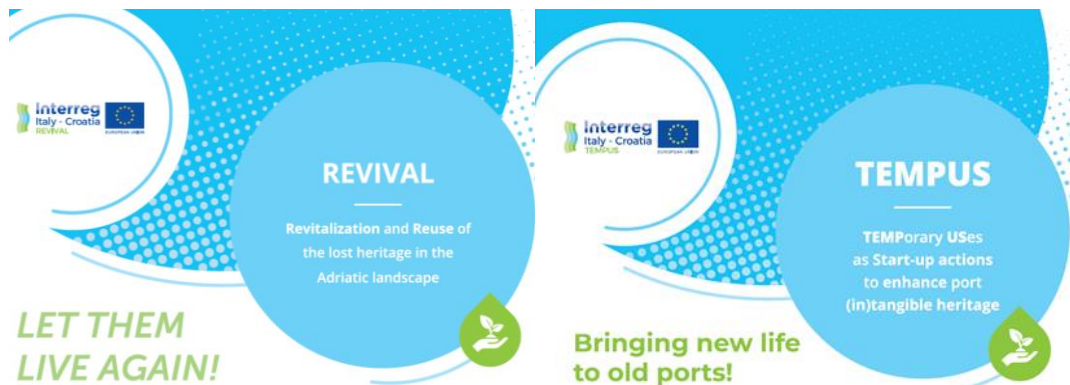 Interreg
Italy - Croatia
REVIVAL
EUROPEAN UNION
REVIVAL
Revitalization and Reuse of
the lost heritage in the
Adriatic landscape
LET THEM
LIVE AGAIN!
Interreg
Italy - Croatia
TEMPUS
EUROPEAN UNION
TEMPUS
TEMPorary USes
as Start-up actions
to enhance port
(in)tangible heritage
Bringing new life
to old ports!